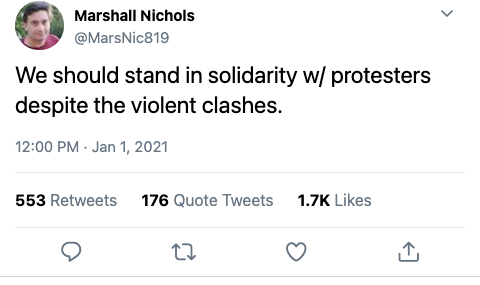 Marshall Nichols
@MarsNic819
We should stand in solidarity w/ protesters
despite the violent clashes.
12:00 PM · Jan 1, 2021
553 Retweets 176 Quote Tweets 1.7K Likes